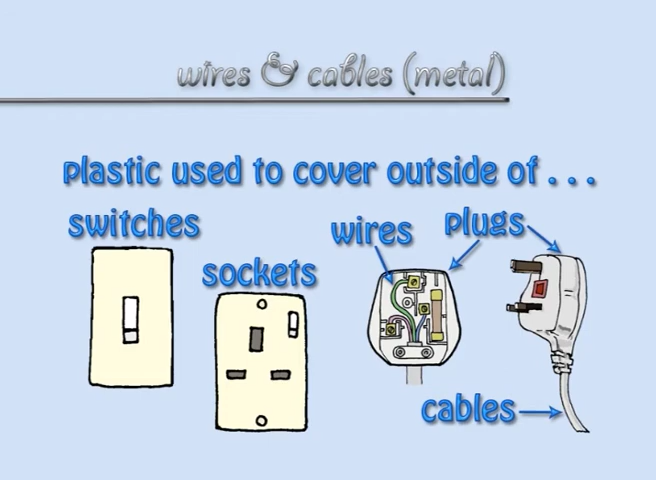 wires & cables (metal)
plastic used to cover outside of . . .
switches
sockets
wires
plugs
cables